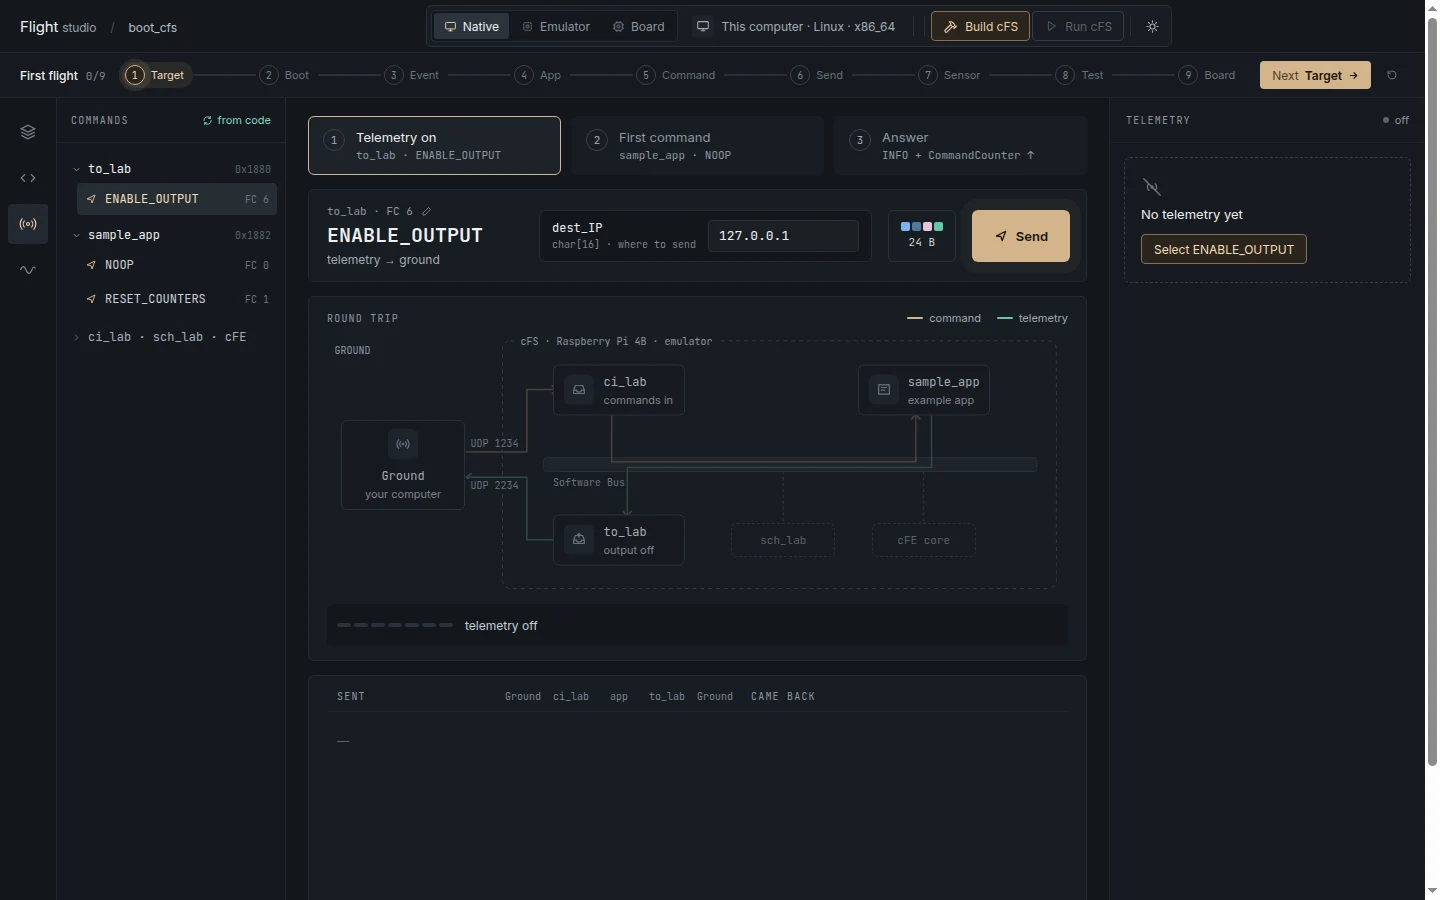 Flight studio / boot_cfs
Native Emulator Board This computer · Linux · x86_64 Build cFS Run cFS
First flight 0/9 1 Target 2 Boot 3 Event 4 App 5 Command 6 Send 7 Sensor 8 Test 9 Board Next Target →
COMMANDS from code
to_lab 0x1880
ENABLE_OUTPUT FC 6
sample_app 0x1882
NOOP FC 0
RESET_COUNTERS FC 1
ci_lab · sch_lab · cFE
1 Telemetry on
to_lab · ENABLE_OUTPUT
2 First command
sample_app · NOOP
3 Answer
INFO + CommandCounter ↑
to_lab · FC 6
ENABLE_OUTPUT
telemetry → ground
dest_IP
char[16] · where to send
127.0.0.1
24 B
Send
ROUND TRIP
command telemetry
GROUND
cFS · Raspberry Pi 4B · emulator
ci_lab
commands in
sample_app
example app
UDP 1234
Ground
your computer
UDP 2234
Software Bus
to_lab
output off
sch_lab
cFE core
telemetry off
SENT Ground ci_lab app to_lab Ground CAME BACK
—
TELEMETRY off
No telemetry yet
Select ENABLE_OUTPUT